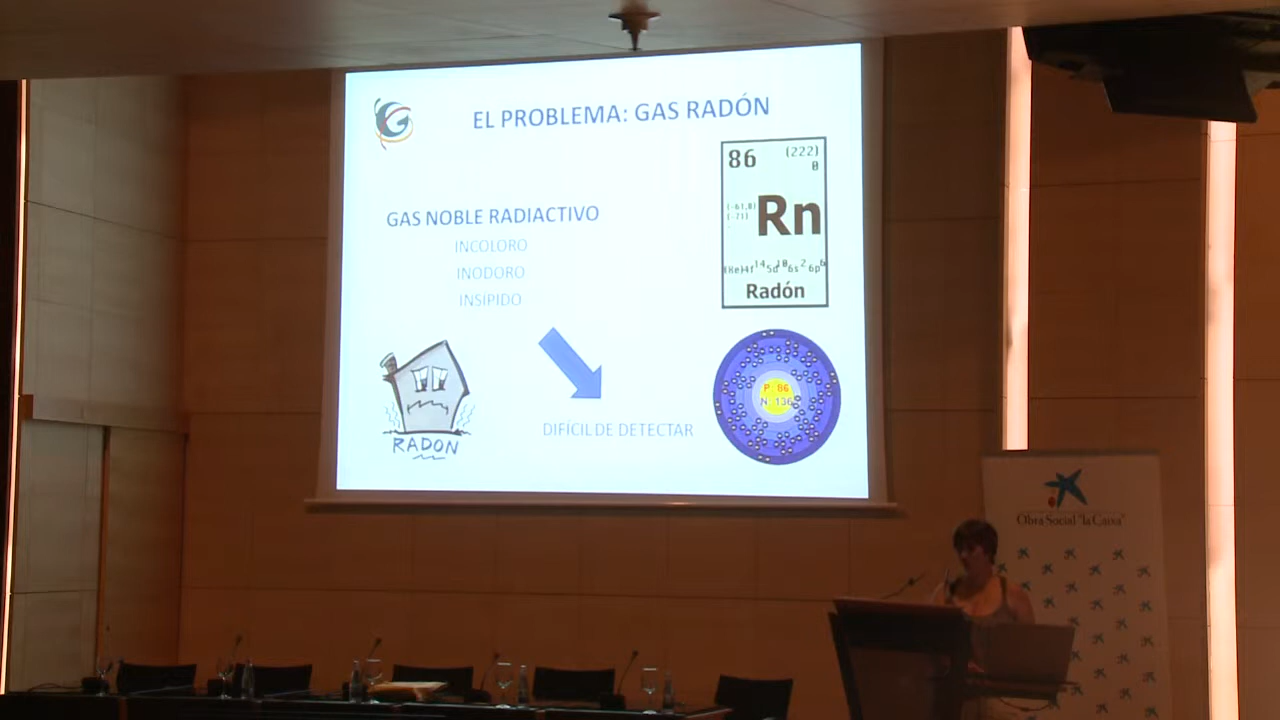 EL PROBLEMA: GAS RADÓN
86
(222)
GAS NOBLE RADIACTIVO
Rn
INCOLORO
INODORO
INSÍPIDO
Radón
P 86
N 136
RADON
DIFÍCIL DE DETECTAR
Obra Social "la Caixa"